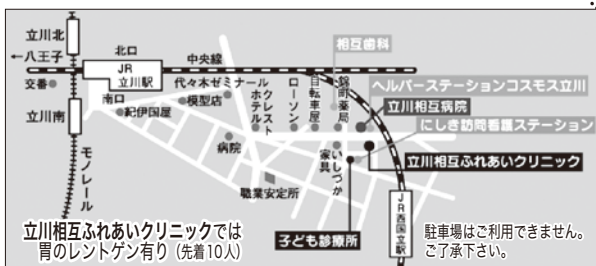 立川北
←八王子
北口
中央線
JR
立川駅
交番
南口
立川南
モノレール
代々木ゼミナール
模型店
紀伊国屋
病院
クレストホテル
ローソン
自転車屋
錦町薬局
相互歯科
ヘルパーステーションコスモス立川
立川相互病院
にしき訪問看護ステーション
立川相互ふれあいクリニック
いしづか家具
職業安定所
子ども診療所
JR西国立駅
立川相互ふれあいクリニックでは
胃のレントゲン有り(先着10人)
駐車場はご利用できません。
ご了承下さい。